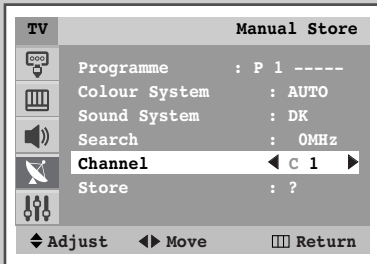 TV Manual Store
Programme : P 1 -----
Colour System : AUTO
Sound System : DK
Search : 0MHz
Channel ◀ C 1 ▶
Store : ?
Adjust Move Return